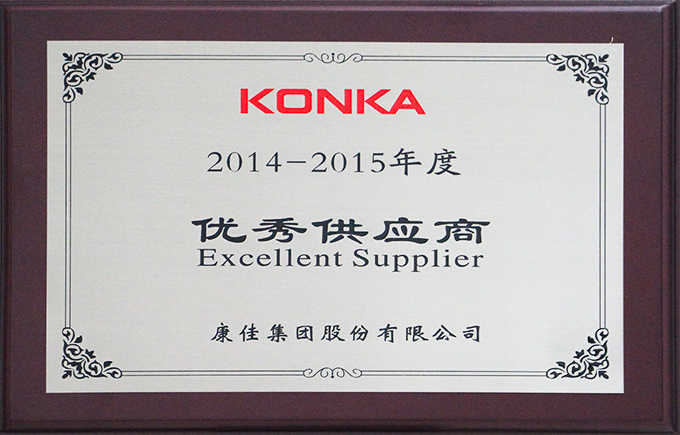 KONKA
2014-2015年度
优秀供应商
Excellent Supplier
康佳集团股份有限公司